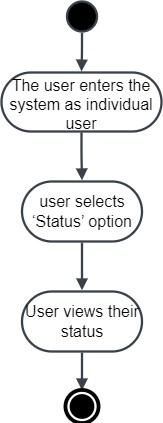 The user enters the
system as individual
user
user selects
‘Status’ option
User views their
status